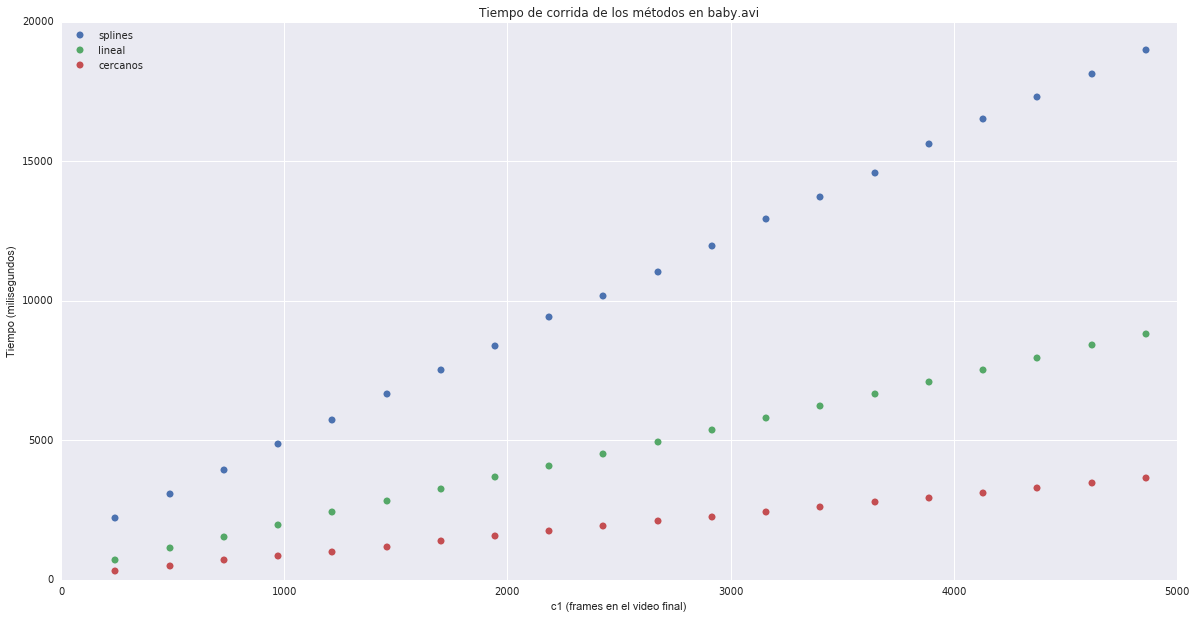 Tiempo de corrida de los métodos en baby.avi
splines
lineal
cercanos
Tiempo (milisegundos)
20000
15000
10000
5000
0
0 1000 2000 3000 4000 5000
c1 (frames en el video final)